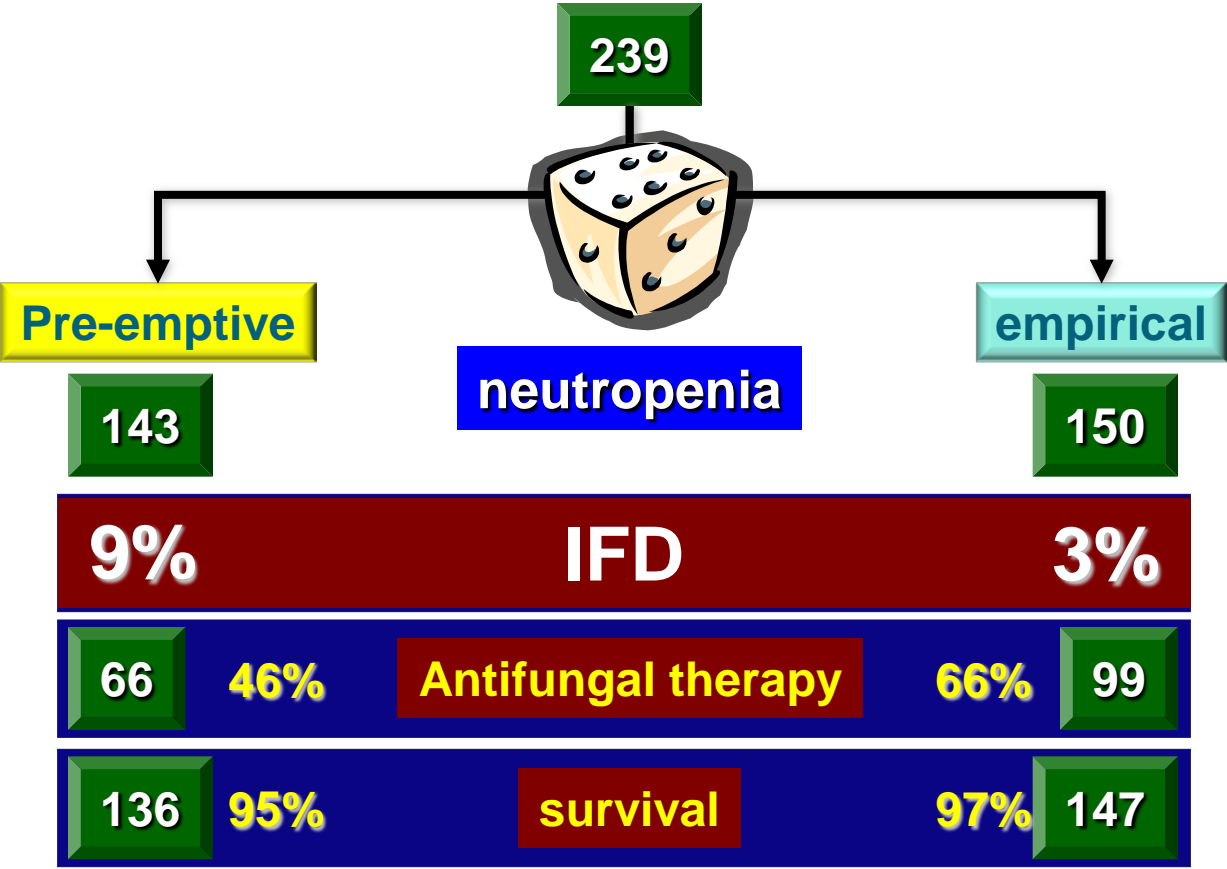 239
Pre-emptive
empirical
neutropenia
143
150
9% IFD 3%
66 46% Antifungal therapy 66% 99
136 95% survival 97% 147